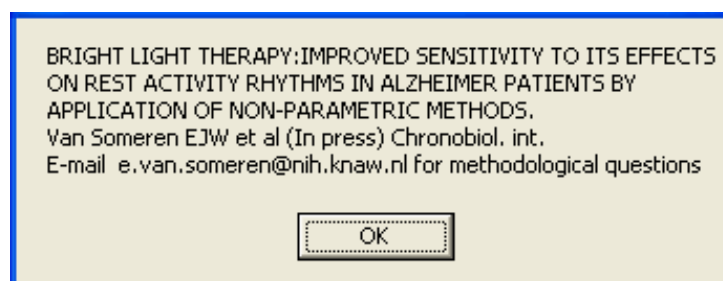 BRIGHT LIGHT THERAPY:IMPROVED SENSITIVITY TO ITS EFFECTS
ON REST ACTIVITY RHYTHMS IN ALZHEIMER PATIENTS BY
APPLICATION OF NON-PARAMETRIC METHODS.
Van Someren EJW et al (In press) Chronobiol. int.
E-mail e.van.someren@nih.knaw.nl for methodological questions
OK